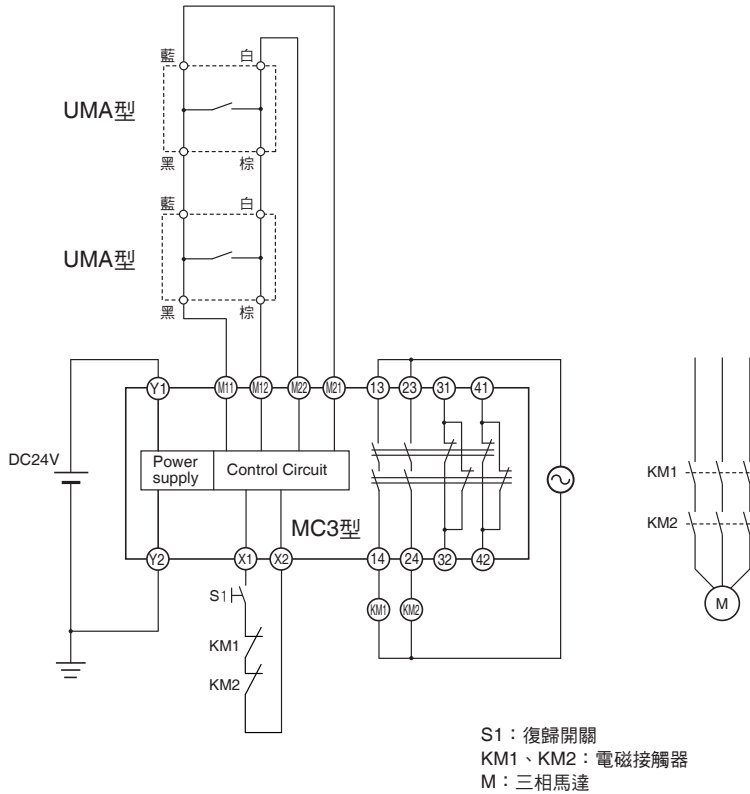 藍 白
UMA型
黑 棕
藍 白
UMA型
黑 棕
Y1 M11 M12 M22 M21 13 23 31 41
DC24V
Power supply
Control Circuit
MC3型
Y2 X1 X2 14 24 32 42
S1
KM1 KM2
KM1
KM2
KM1
KM2
M
S1：復歸開關
KM1、KM2：電磁接觸器
M：三相馬達